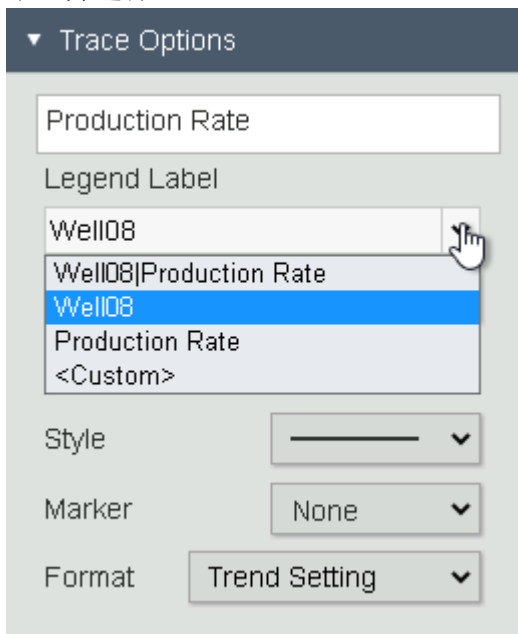 Trace Options
Production Rate
Legend Label
Well08
Well08|Production Rate
Well08
Production Rate
<Custom>
Style
Marker None
Format Trend Setting